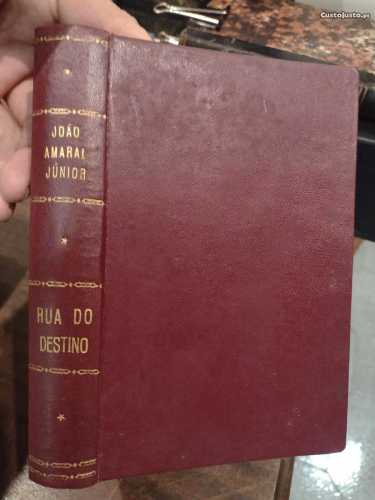 CustoJusto.pt
JOÃO
AMARAL
JÚNIOR
RUA DO
DESTINO